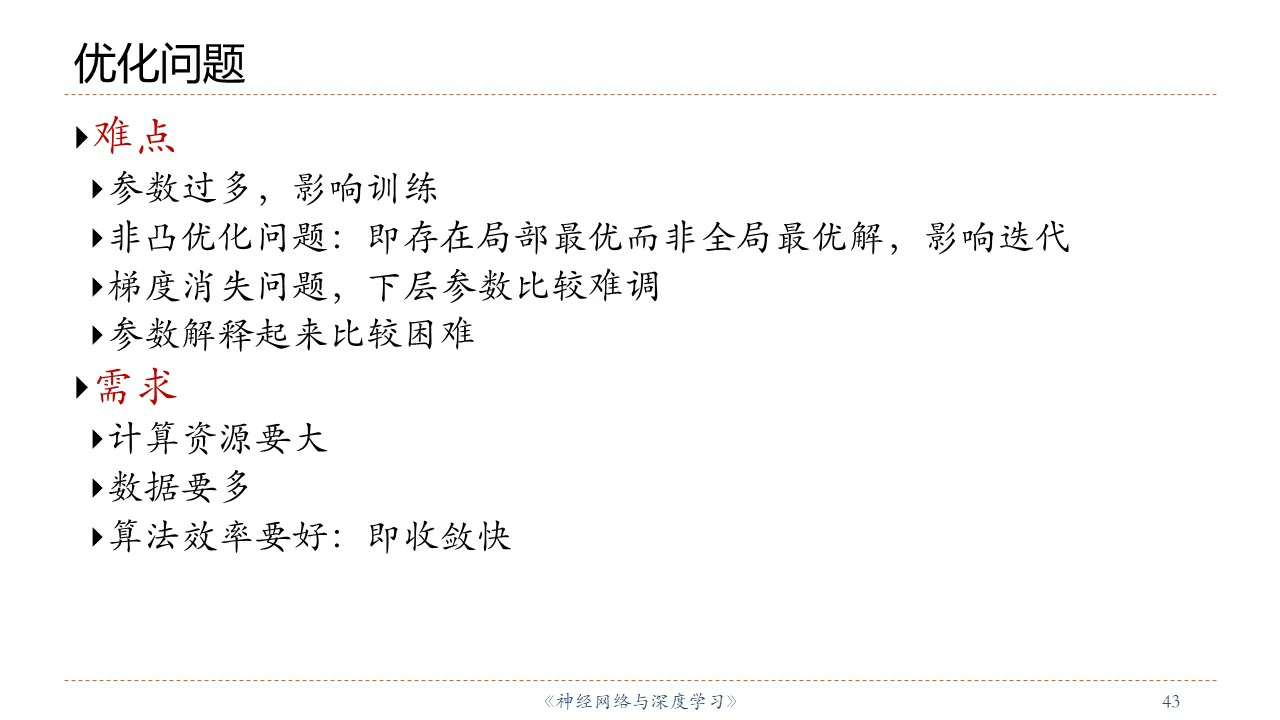 优化问题
难点
参数过多，影响训练
非凸优化问题：即存在局部最优而非全局最优解，影响迭代
梯度消失问题，下层参数比较难调
参数解释起来比较困难
需求
计算资源要大
数据要多
算法效率要好：即收敛快
《神经网络与深度学习》
43